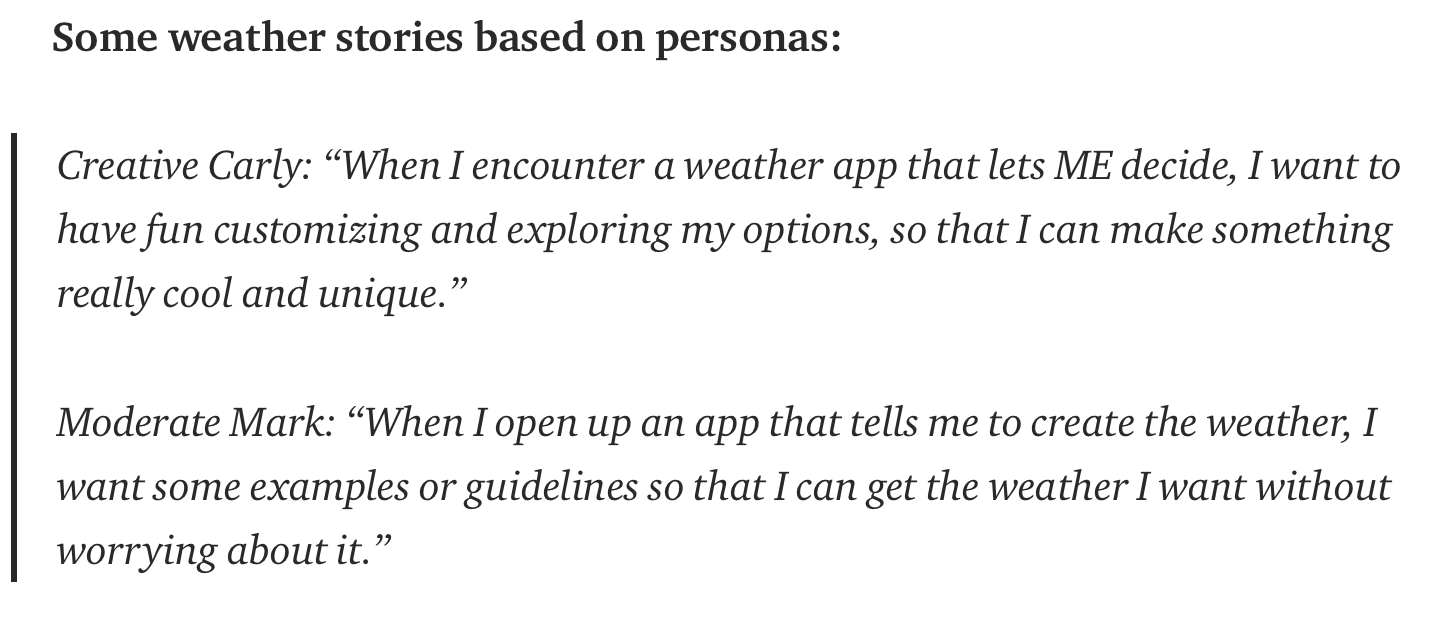 Some weather stories based on personas:
Creative Carly: “When I encounter a weather app that lets ME decide, I want to
have fun customizing and exploring my options, so that I can make something
really cool and unique.”
Moderate Mark: “When I open up an app that tells me to create the weather, I
want some examples or guidelines so that I can get the weather I want without
worrying about it.”